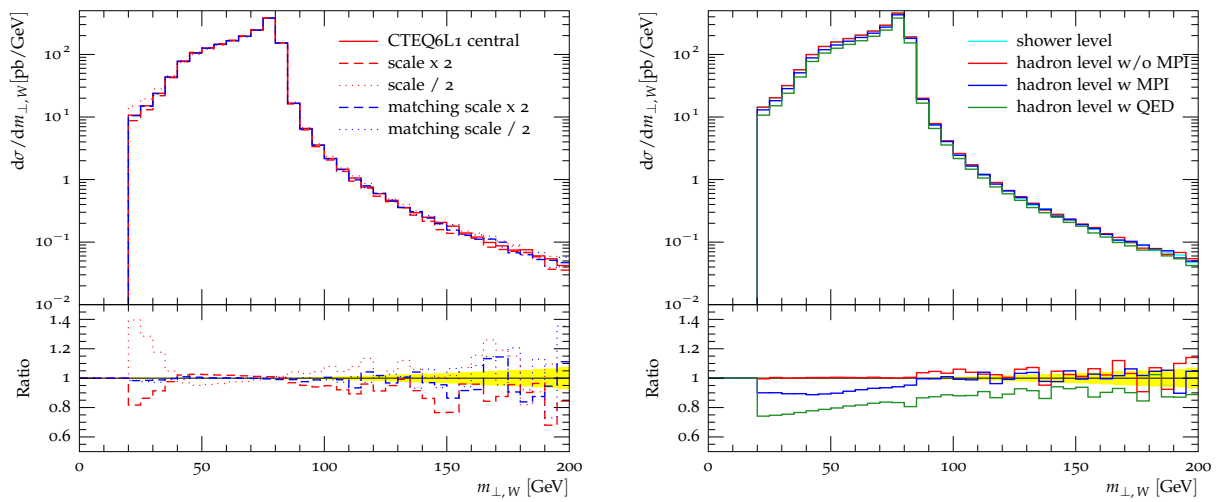 dσ/dm⊥,W [pb/GeV]
10²
10¹
1
10⁻¹
10⁻²
CTEQ6L1 central
scale x 2
scale / 2
matching scale x 2
matching scale / 2
Ratio
1.4
1.2
1
0.8
0.6
0 50 100 150 200
m⊥,W [GeV]
dσ/dm⊥,W [pb/GeV]
10²
10¹
1
10⁻¹
10⁻²
shower level
hadron level w/o MPI
hadron level w MPI
hadron level w QED
Ratio
1.4
1.2
1
0.8
0.6
0 50 100 150 200
m⊥,W [GeV]